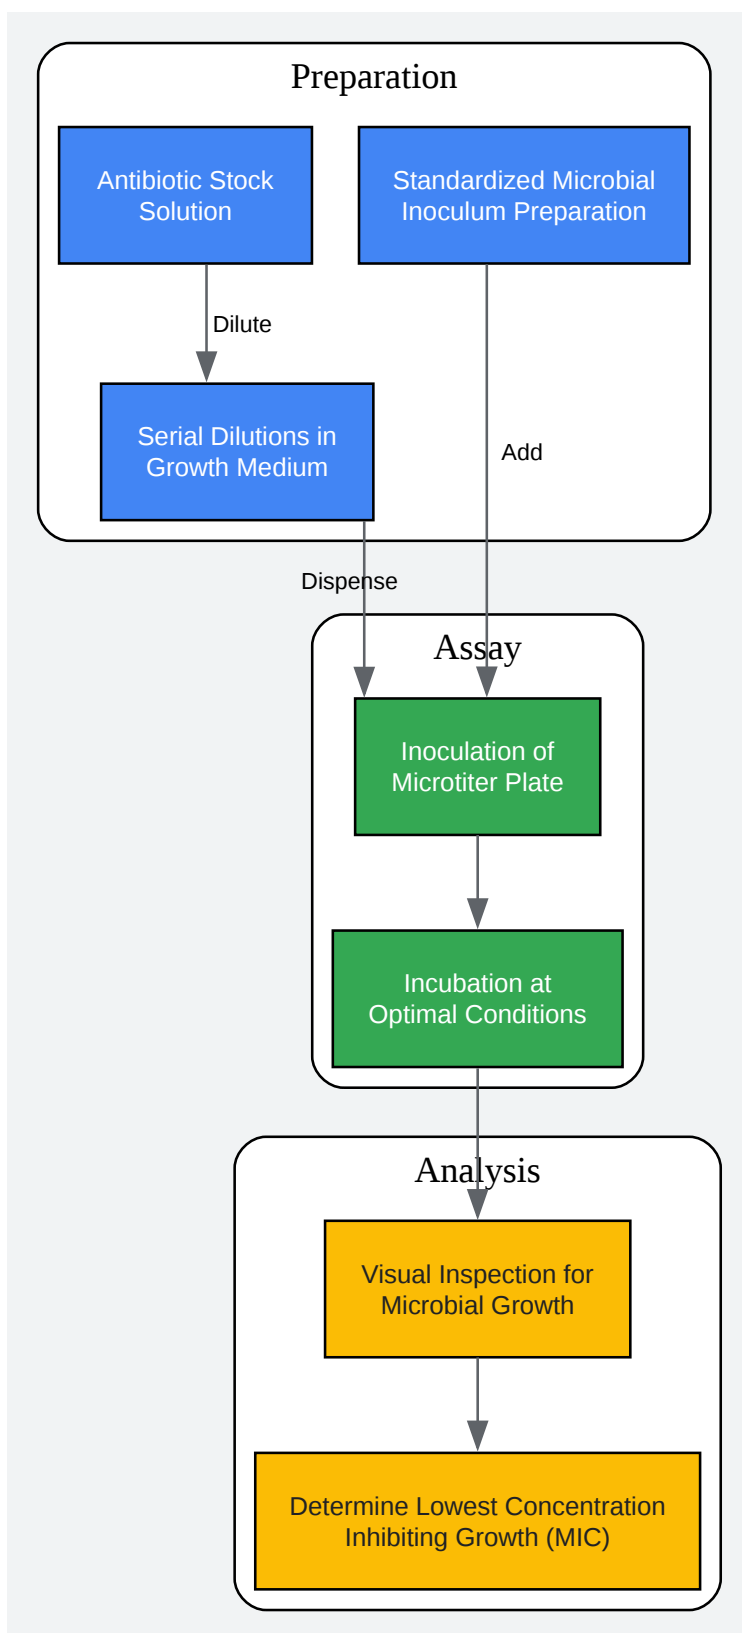 Preparation
Antibiotic Stock
Solution
Standardized Microbial
Inoculum Preparation
Dilute
Serial Dilutions in
Growth Medium
Add
Dispense
Assay
Inoculation of
Microtiter Plate
Incubation at
Optimal Conditions
Analysis
Visual Inspection for
Microbial Growth
Determine Lowest Concentration
Inhibiting Growth (MIC)